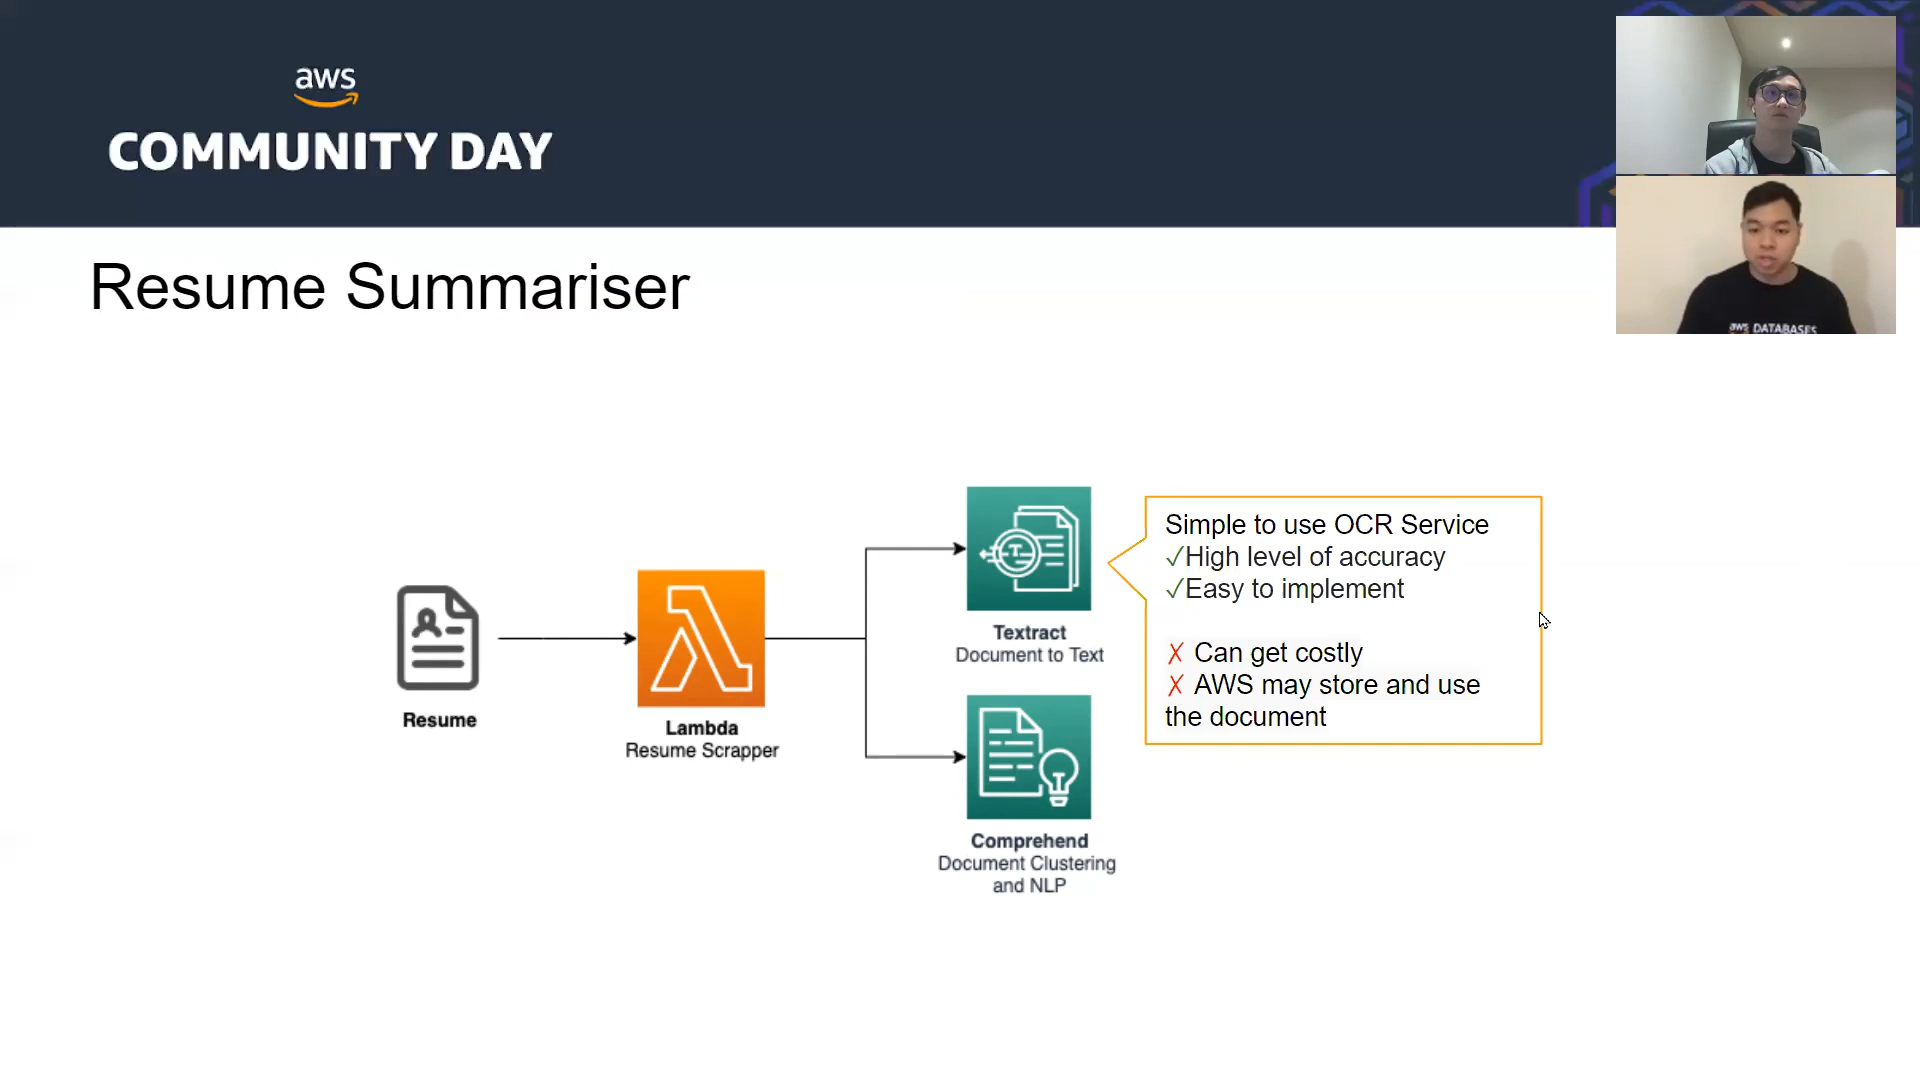 aws
COMMUNITY DAY
aws DATABASES
Resume Summariser
Resume
Lambda
Resume Scrapper
Textract
Document to Text
Comprehend
Document Clustering
and NLP
Simple to use OCR Service
✓High level of accuracy
✓Easy to implement
✗ Can get costly
✗ AWS may store and use
the document